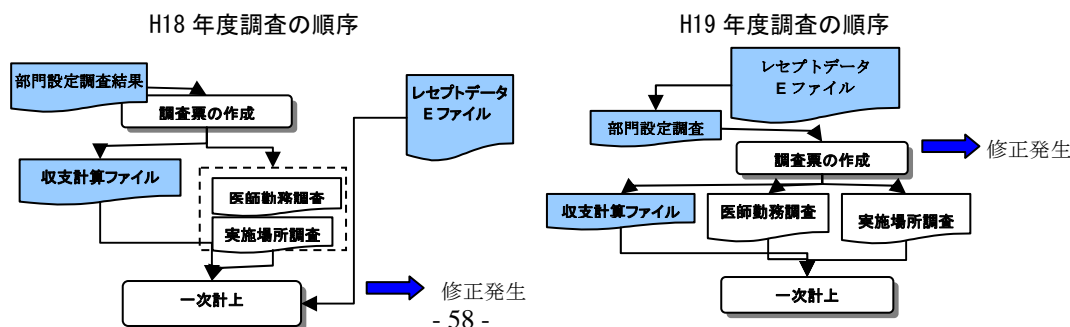 H18 年度調査の順序
部門設定調査結果
調査票の作成
レセプトデータ
E ファイル
収支計算ファイル
医師勤務調査
実施場所調査
一次計上
修正発生
- 58 -
H19 年度調査の順序
レセプトデータ
E ファイル
部門設定調査
調査票の作成
修正発生
収支計算ファイル
医師勤務調査
実施場所調査
一次計上